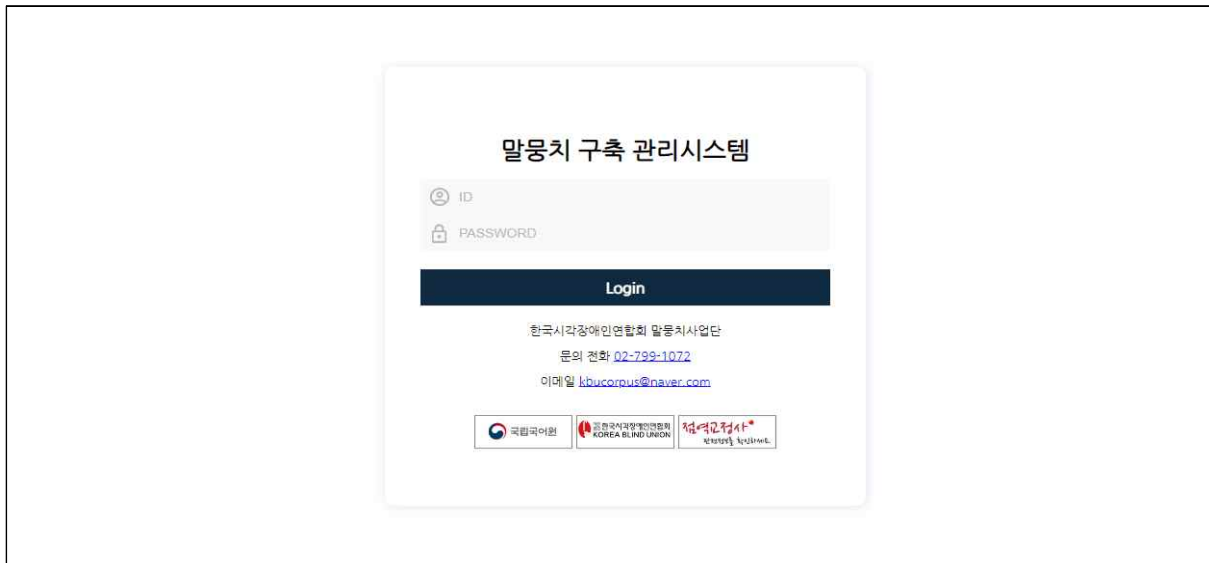 말뭉치 구축 관리시스템
ID
PASSWORD
Login
한국시각장애인연합회 말뭉치사업단
문의 전화 02-799-1072
이메일 kbucorpus@naver.com
국립국어원
한국시각장애인연합회
KOREA BLIND UNION
점역교정사